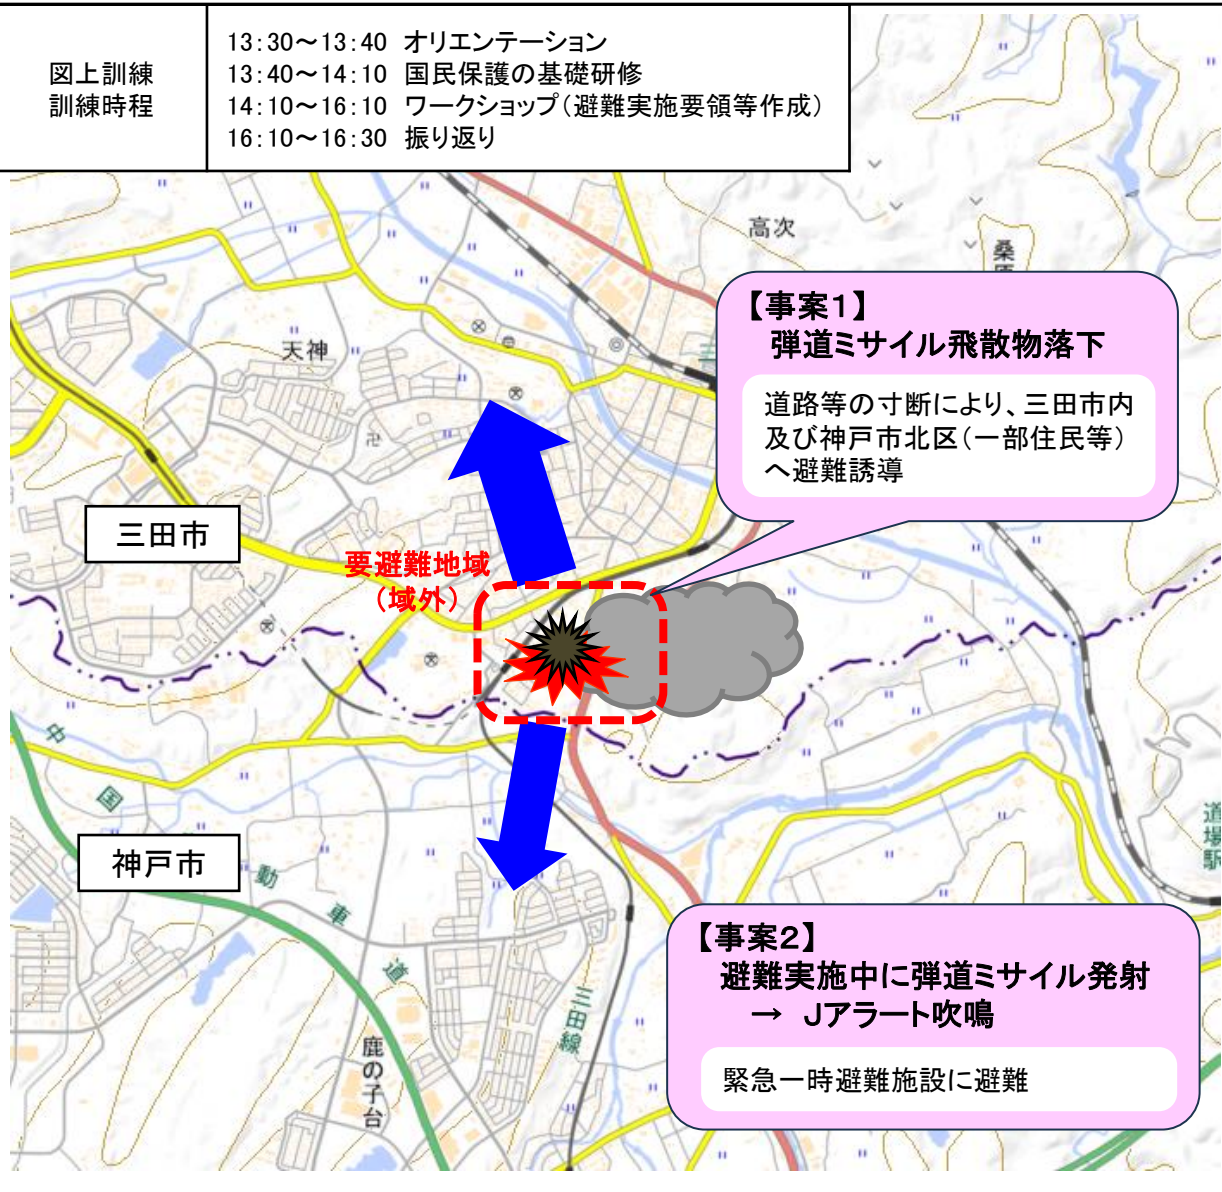 図上訓練
訓練時程
13:30～13:40 オリエンテーション
13:40～14:10 国民保護の基礎研修
14:10～16:10 ワークショップ（避難実施要領等作成）
16:10～16:30 振り返り
高次
天神
【事案１】
弾道ミサイル飛散物落下
道路等の寸断により、三田市内
及び神戸市北区（一部住民等）
へ避難誘導
三田市
要避難地域
（域外）
神戸市
中国動車道
道場駅
三田線
鹿の子台
【事案２】
避難実施中に弾道ミサイル発射
→ Jアラート吹鳴
緊急一時避難施設に避難